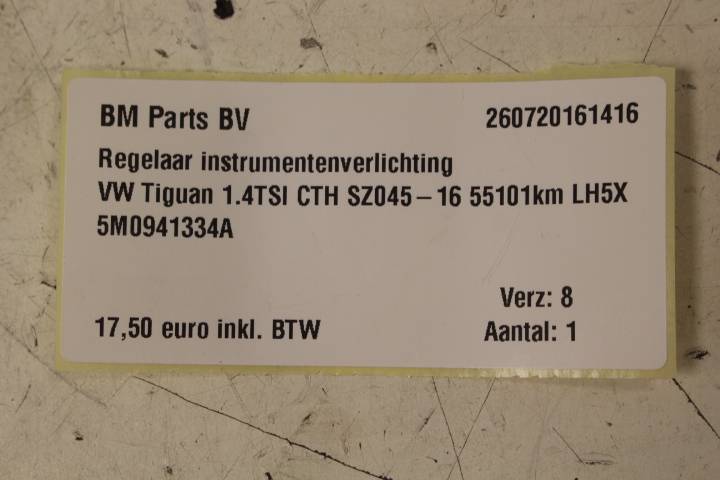 BM Parts BV 260720161416
Regelaar instrumentenverlichting
VW Tiguan 1.4TSI CTH SZ045 – 16 55101km LH5X
5M0941334A
Verz: 8
17,50 euro inkl. BTW Aantal: 1